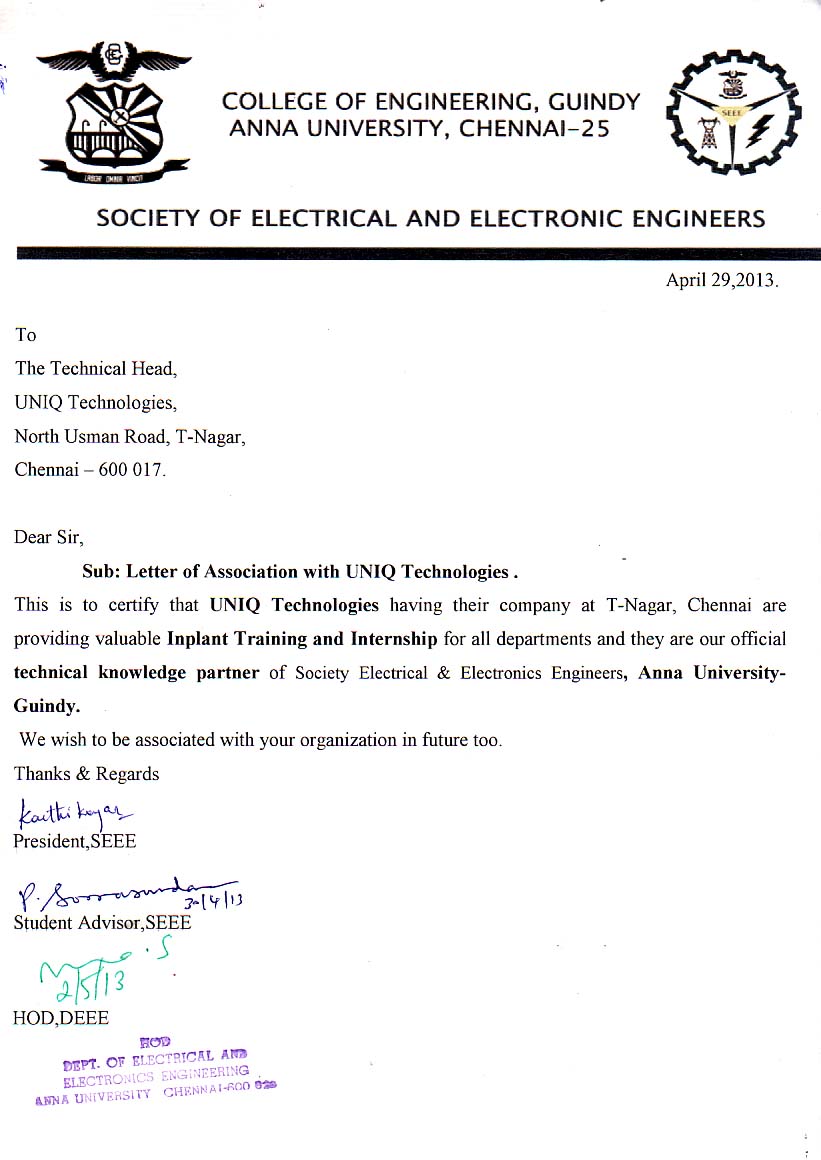 COLLEGE OF ENGINEERING, GUINDY
ANNA UNIVERSITY, CHENNAI-25
LABOR OMNIA VINCIT
SEEE
SOCIETY OF ELECTRICAL AND ELECTRONIC ENGINEERS
April 29,2013.
To
The Technical Head,
UNIQ Technologies,
North Usman Road, T-Nagar,
Chennai – 600 017.
Dear Sir,
Sub: Letter of Association with UNIQ Technologies .
This is to certify that UNIQ Technologies having their company at T-Nagar, Chennai are
providing valuable Inplant Training and Internship for all departments and they are our official
technical knowledge partner of Society Electrical & Electronics Engineers, Anna University-
Guindy.
We wish to be associated with your organization in future too.
Thanks & Regards
President,SEEE
30/4/13
Student Advisor,SEEE
2/5/13
HOD,DEEE
HOD
DEPT. OF ELECTRICAL AND
ELECTRONICS ENGINEERING
ANNA UNIVERSITY CHENNAI-600